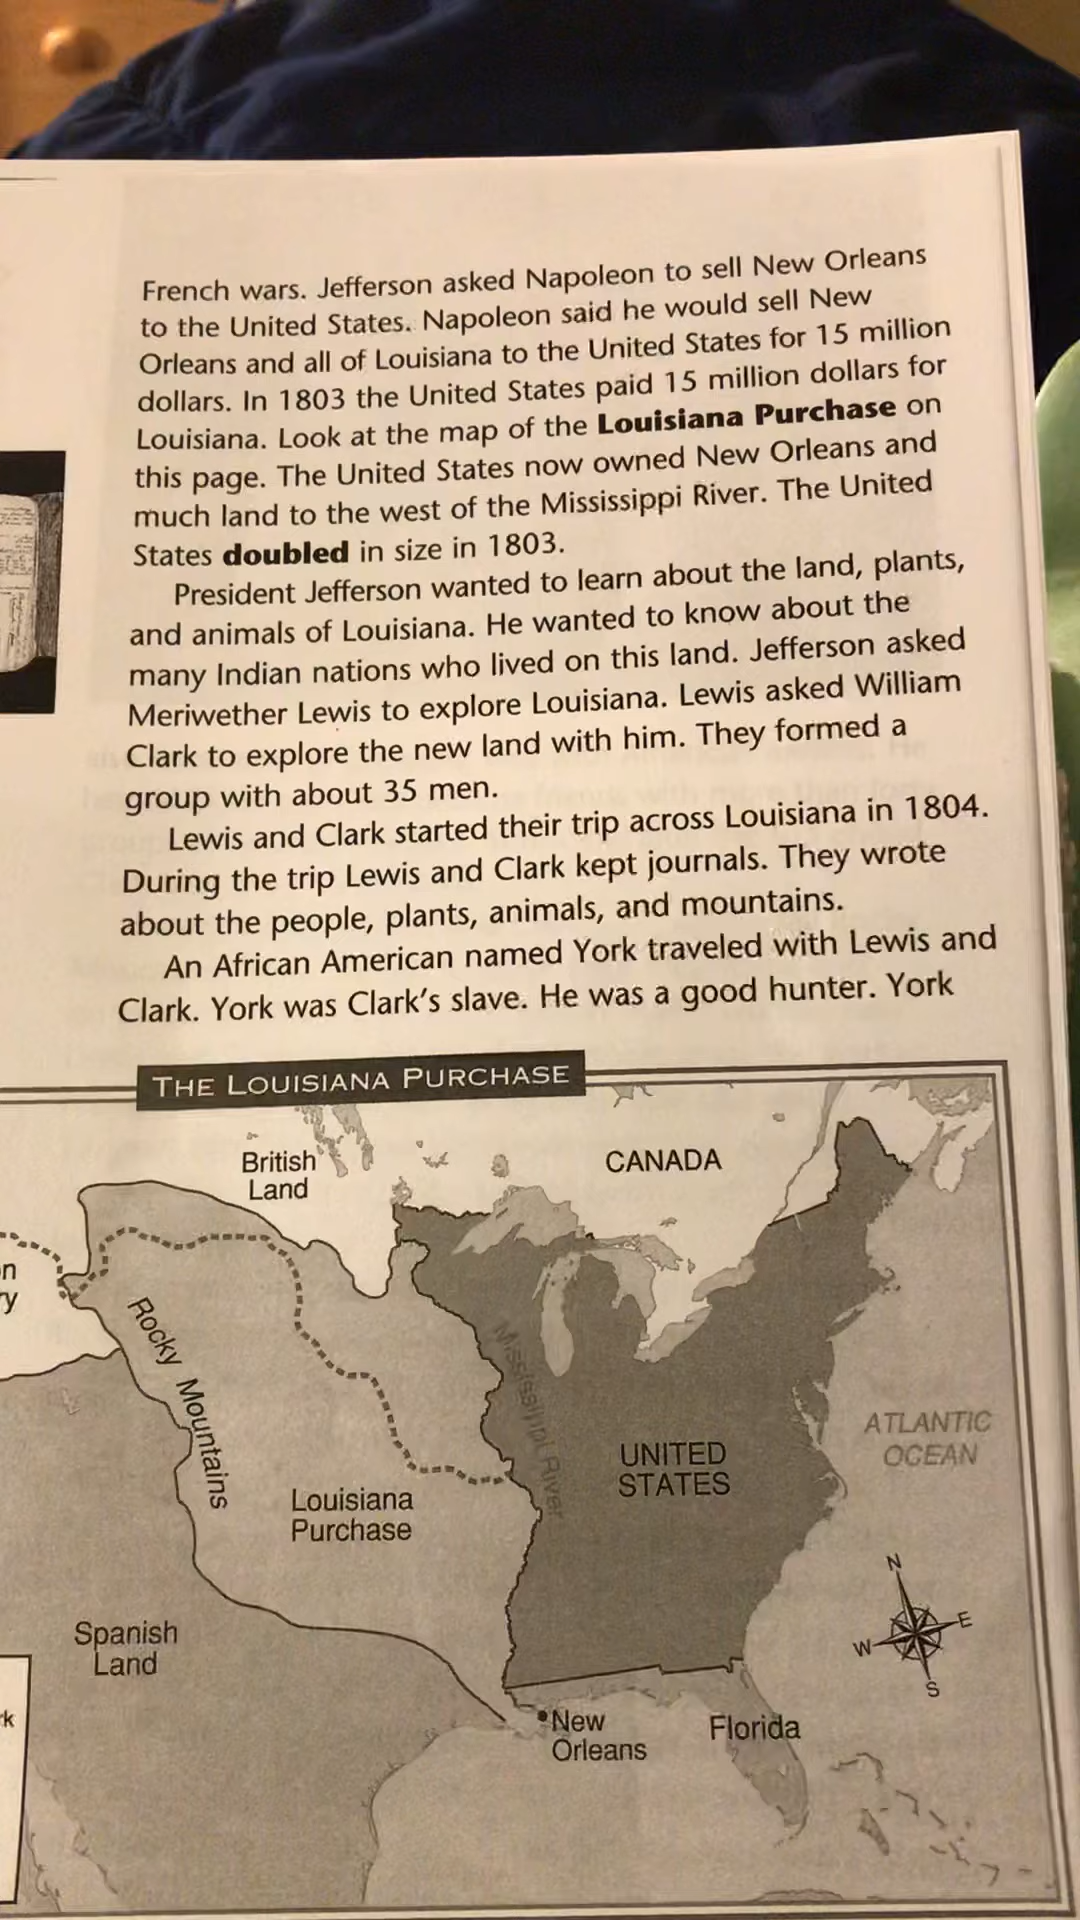 French wars. Jefferson asked Napoleon to sell New Orleans
to the United States. Napoleon said he would sell New
Orleans and all of Louisiana to the United States for 15 million
dollars. In 1803 the United States paid 15 million dollars for
Louisiana. Look at the map of the Louisiana Purchase on
this page. The United States now owned New Orleans and
much land to the west of the Mississippi River. The United
States doubled in size in 1803.
President Jefferson wanted to learn about the land, plants,
and animals of Louisiana. He wanted to know about the
many Indian nations who lived on this land. Jefferson asked
Meriwether Lewis to explore Louisiana. Lewis asked William
Clark to explore the new land with him. They formed a
group with about 35 men.
Lewis and Clark started their trip across Louisiana in 1804.
During the trip Lewis and Clark kept journals. They wrote
about the people, plants, animals, and mountains.
An African American named York traveled with Lewis and
Clark. York was Clark's slave. He was a good hunter. York
THE LOUISIANA PURCHASE
British
Land
CANADA
Rocky Mountains
Mississippi River
UNITED
STATES
ATLANTIC
OCEAN
Louisiana
Purchase
Spanish
Land
N
E
W
S
New
Orleans
Florida